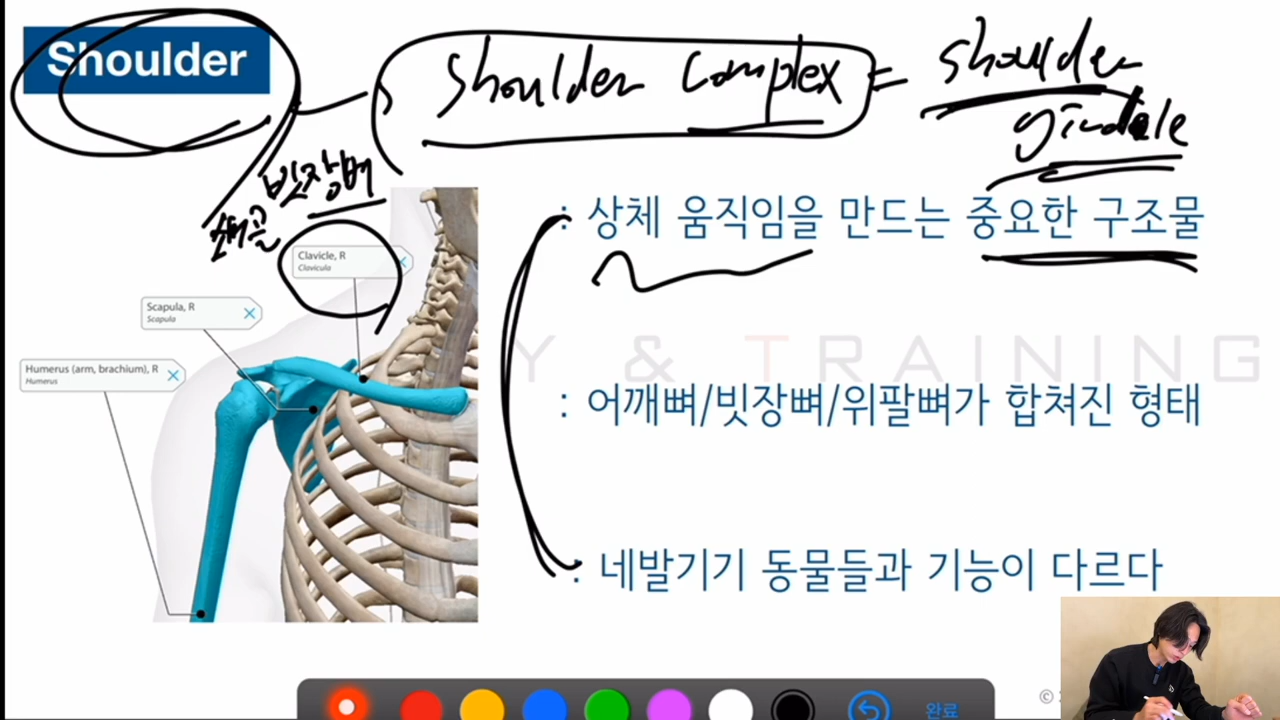 Shoulder
shoulder complex = shoulder
girdle
빗장뼈
쇄골
: 상체 움직임을 만드는 중요한 구조물
Clavicle, R
Clavicula
Scapula, R
Scapula
Y & TRAINING
Humerus (arm, brachium), R
Humerus
: 어깨뼈/빗장뼈/위팔뼈가 합쳐진 형태
: 네발기기 동물들과 기능이 다르다
©
완료